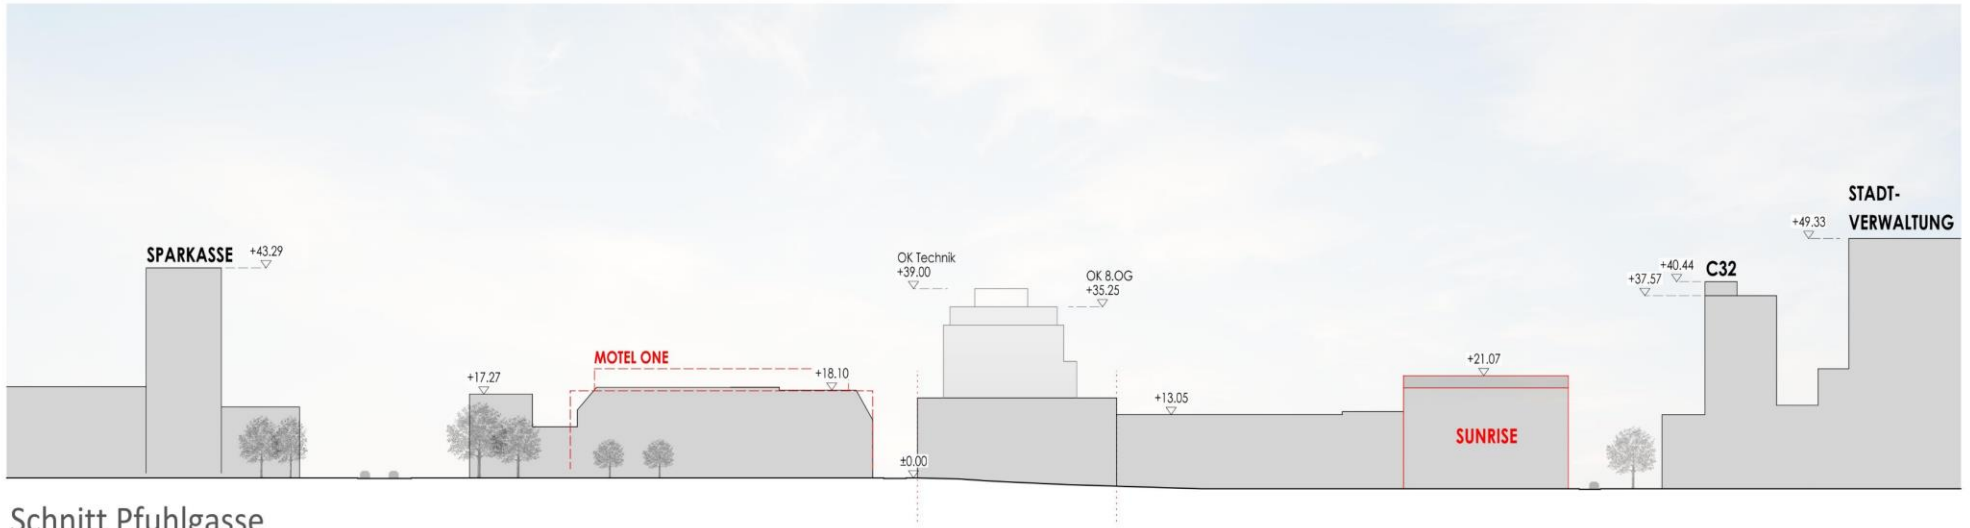 SPARKASSE
+43.29
+17.27
MOTEL ONE
+18.10
OK Technik
+39.00
±0.00
OK 8.OG
+35.25
+13.05
+21.07
SUNRISE
+37.57
+40.44
C32
+49.33
STADT-
VERWALTUNG
Schnitt Pfuhlgasse